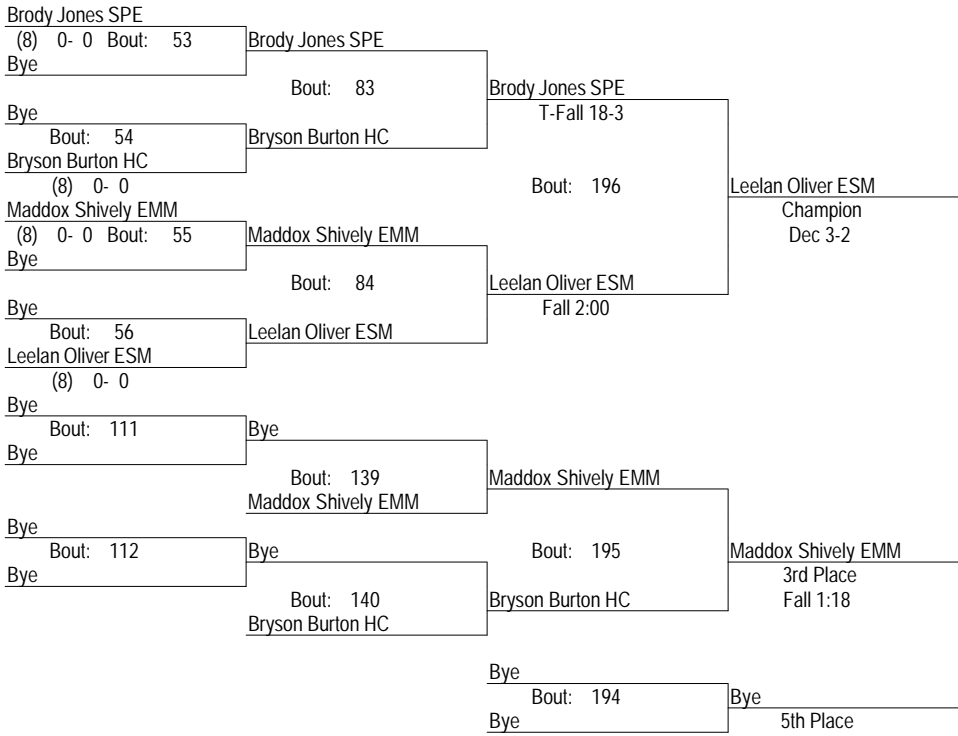 Brody Jones SPE
(8) 0- 0 Bout: 53 Brody Jones SPE
Bye
Bout: 83 Brody Jones SPE
Bye T-Fall 18-3
Bout: 54 Bryson Burton HC
Bryson Burton HC
(8) 0- 0 Bout: 196 Leelan Oliver ESM
Maddox Shively EMM Champion
(8) 0- 0 Bout: 55 Maddox Shively EMM Dec 3-2
Bye
Bout: 84 Leelan Oliver ESM
Bye Fall 2:00
Bout: 56 Leelan Oliver ESM
Leelan Oliver ESM
(8) 0- 0
Bye
Bout: 111 Bye
Bye
Bout: 139 Maddox Shively EMM
Maddox Shively EMM
Bye
Bout: 112 Bye Bout: 195 Maddox Shively EMM
Bye 3rd Place
Bout: 140 Bryson Burton HC Fall 1:18
Bryson Burton HC
Bye
Bout: 194 Bye
Bye 5th Place